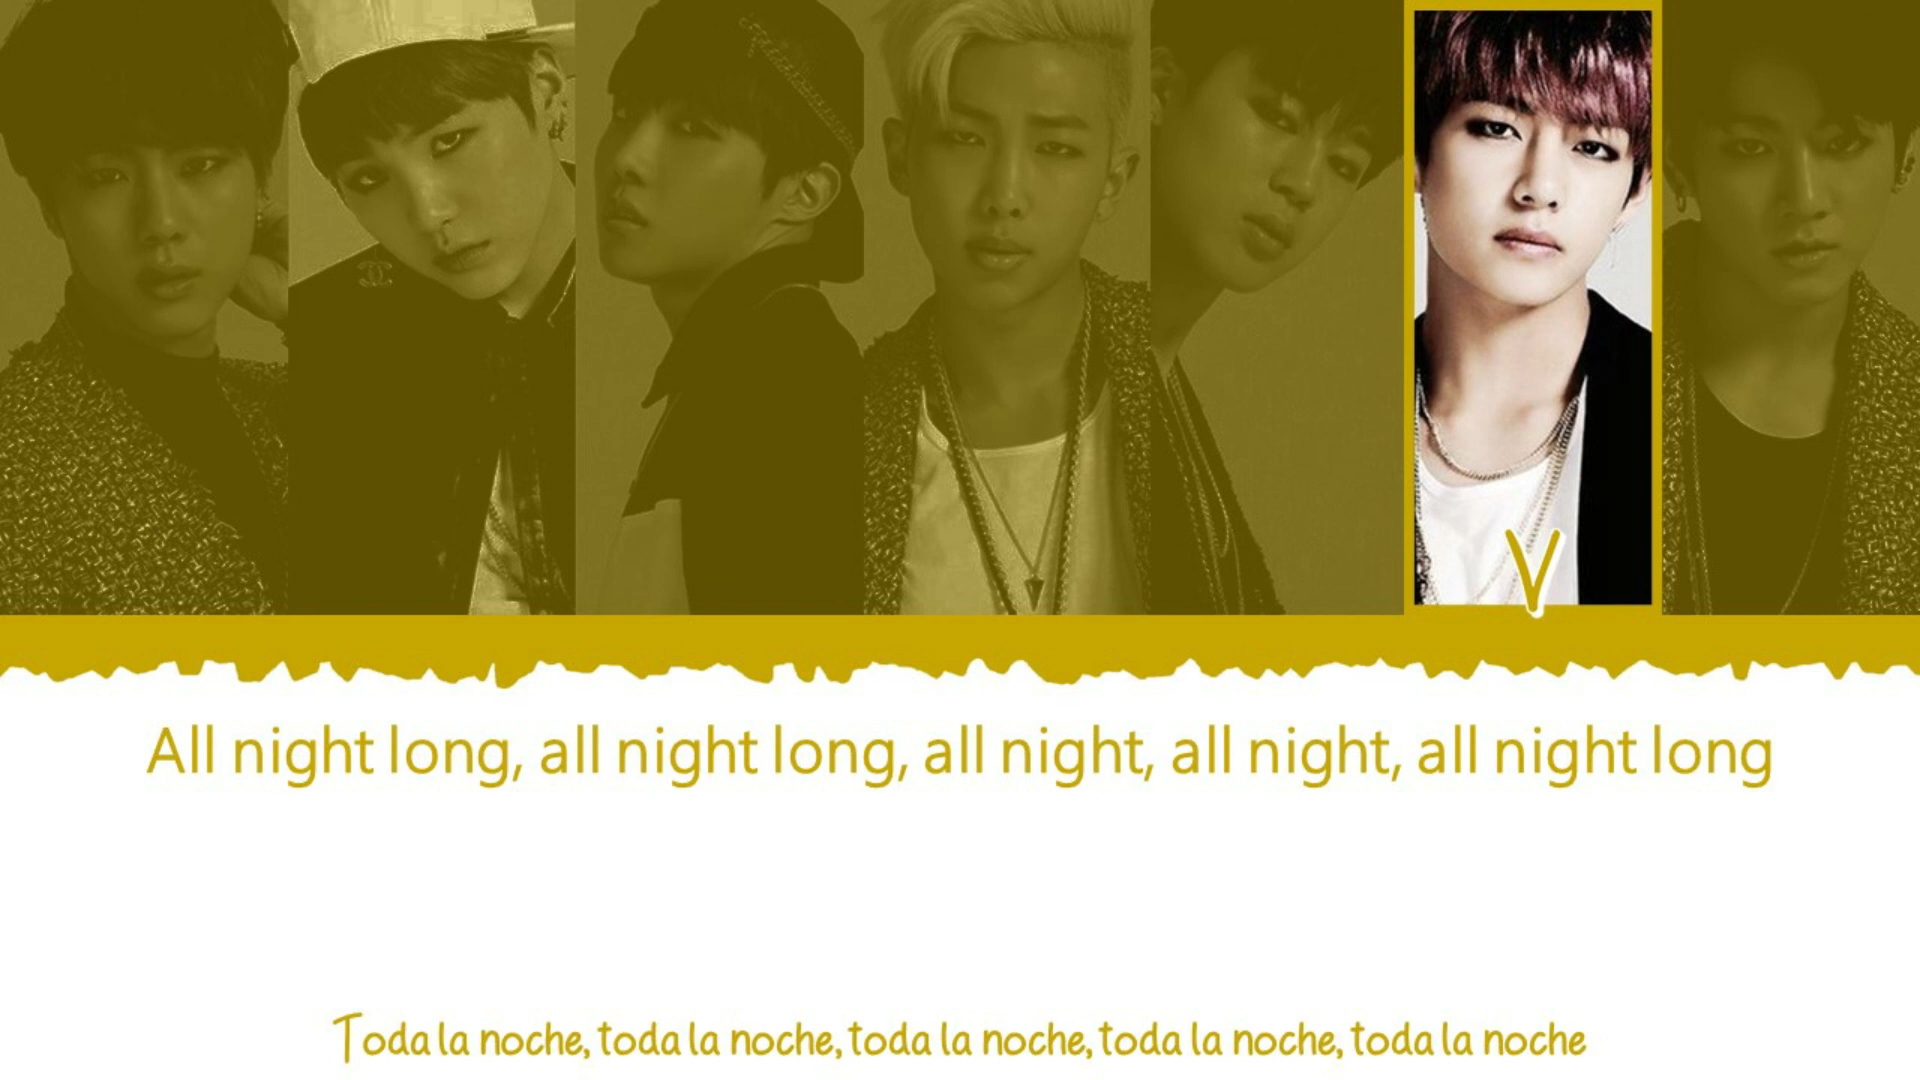 V
All night long, all night long, all night, all night, all night long
Toda la noche, toda la noche, toda la noche, toda la noche, toda la noche